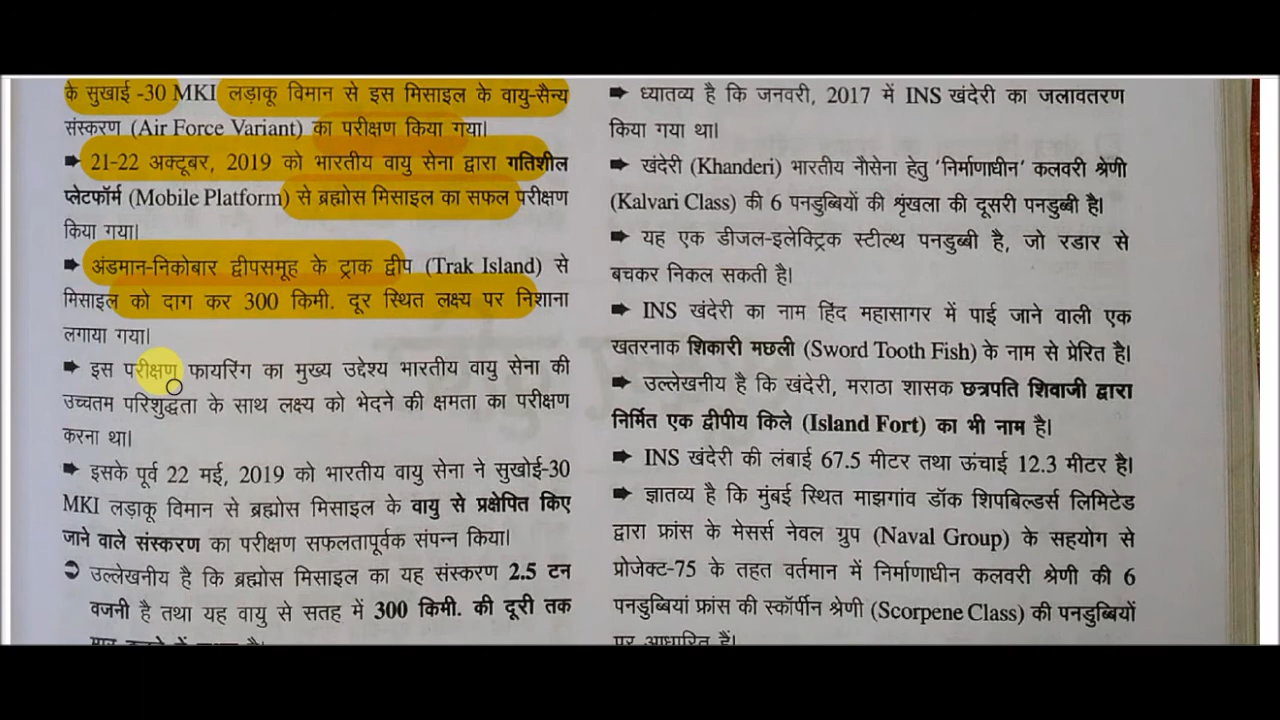 के सुखाई -30 MKI लड़ाकू विमान से इस मिसाइल के वायु-सैन्य
संस्करण (Air Force Variant) का परीक्षण किया गया।
➨ 21-22 अक्टूबर, 2019 को भारतीय वायु सेना द्वारा गतिशील
प्लेटफॉर्म (Mobile Platform) से ब्रह्मोस मिसाइल का सफल परीक्षण
किया गया।
➨ अंडमान-निकोबार द्वीपसमूह के ट्राक द्वीप (Trak Island) से
मिसाइल को दाग कर 300 किमी. दूर स्थित लक्ष्य पर निशाना
लगाया गया।
➨ इस परीक्षण फायरिंग का मुख्य उद्देश्य भारतीय वायु सेना की
उच्चतम परिशुद्धता के साथ लक्ष्य को भेदने की क्षमता का परीक्षण
करना था।
➨ इसके पूर्व 22 मई, 2019 को भारतीय वायु सेना ने सुखोई-30
MKI लड़ाकू विमान से ब्रह्मोस मिसाइल के वायु से प्रक्षेपित किए
जाने वाले संस्करण का परीक्षण सफलतापूर्वक संपन्न किया।
➲ उल्लेखनीय है कि ब्रह्मोस मिसाइल का यह संस्करण 2.5 टन
वजनी है तथा यह वायु से सतह में 300 किमी. की दूरी तक
➨ ध्यातव्य है कि जनवरी, 2017 में INS खंदेरी का जलावतरण
किया गया था।
➨ खंदेरी (Khanderi) भारतीय नौसेना हेतु 'निर्माणाधीन' कलवरी श्रेणी
(Kalvari Class) की 6 पनडुब्बियों की शृंखला की दूसरी पनडुब्बी है।
➨ यह एक डीजल-इलेक्ट्रिक स्टील्थ पनडुब्बी है, जो रडार से
बचकर निकल सकती है।
➨ INS खंदेरी का नाम हिंद महासागर में पाई जाने वाली एक
खतरनाक शिकारी मछली (Sword Tooth Fish) के नाम से प्रेरित है।
➨ उल्लेखनीय है कि खंदेरी, मराठा शासक छत्रपति शिवाजी द्वारा
निर्मित एक द्वीपीय किले (Island Fort) का भी नाम है।
➨ INS खंदेरी की लंबाई 67.5 मीटर तथा ऊंचाई 12.3 मीटर है।
➨ ज्ञातव्य है कि मुंबई स्थित माझगांव डॉक शिपबिल्डर्स लिमिटेड
द्वारा फ्रांस के मेसर्स नेवल ग्रुप (Naval Group) के सहयोग से
प्रोजेक्ट-75 के तहत वर्तमान में निर्माणाधीन कलवरी श्रेणी की 6
पनडुब्बियां फ्रांस की स्कॉर्पीन श्रेणी (Scorpene Class) की पनडुब्बियों
पर आधारित हैं।